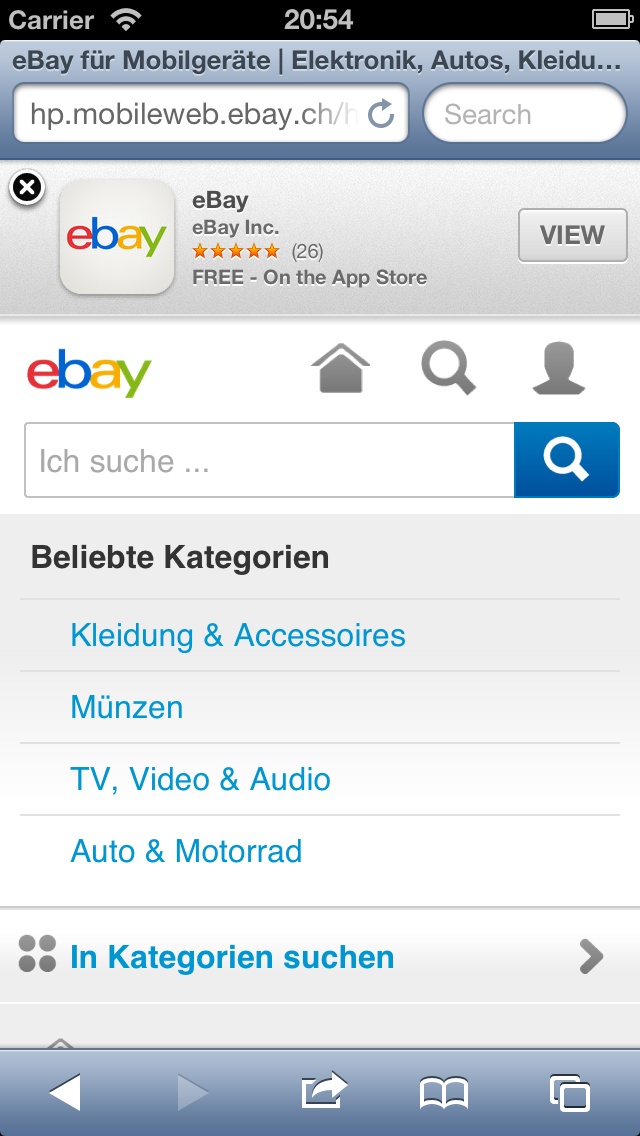 Carrier 20:54
eBay für Mobilgeräte | Elektronik, Autos, Kleidu...
hp.mobileweb.ebay.ch/h
Search
eBay
eBay Inc.
(26)
FREE - On the App Store
VIEW
ebay
ebay
Ich suche ...
Beliebte Kategorien
Kleidung & Accessoires
Münzen
TV, Video & Audio
Auto & Motorrad
In Kategorien suchen